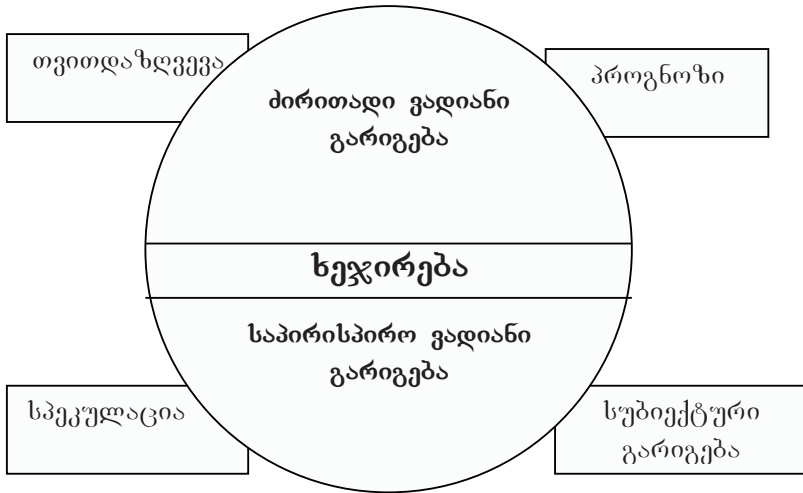 თვითდაზღვევა
პროგნოზი
ძირითადი ვადიანი
გარიგება
ხეჯირება
საპირისპირო ვადიანი
გარიგება
სპეკულაცია
სუბიექტური
გარიგება